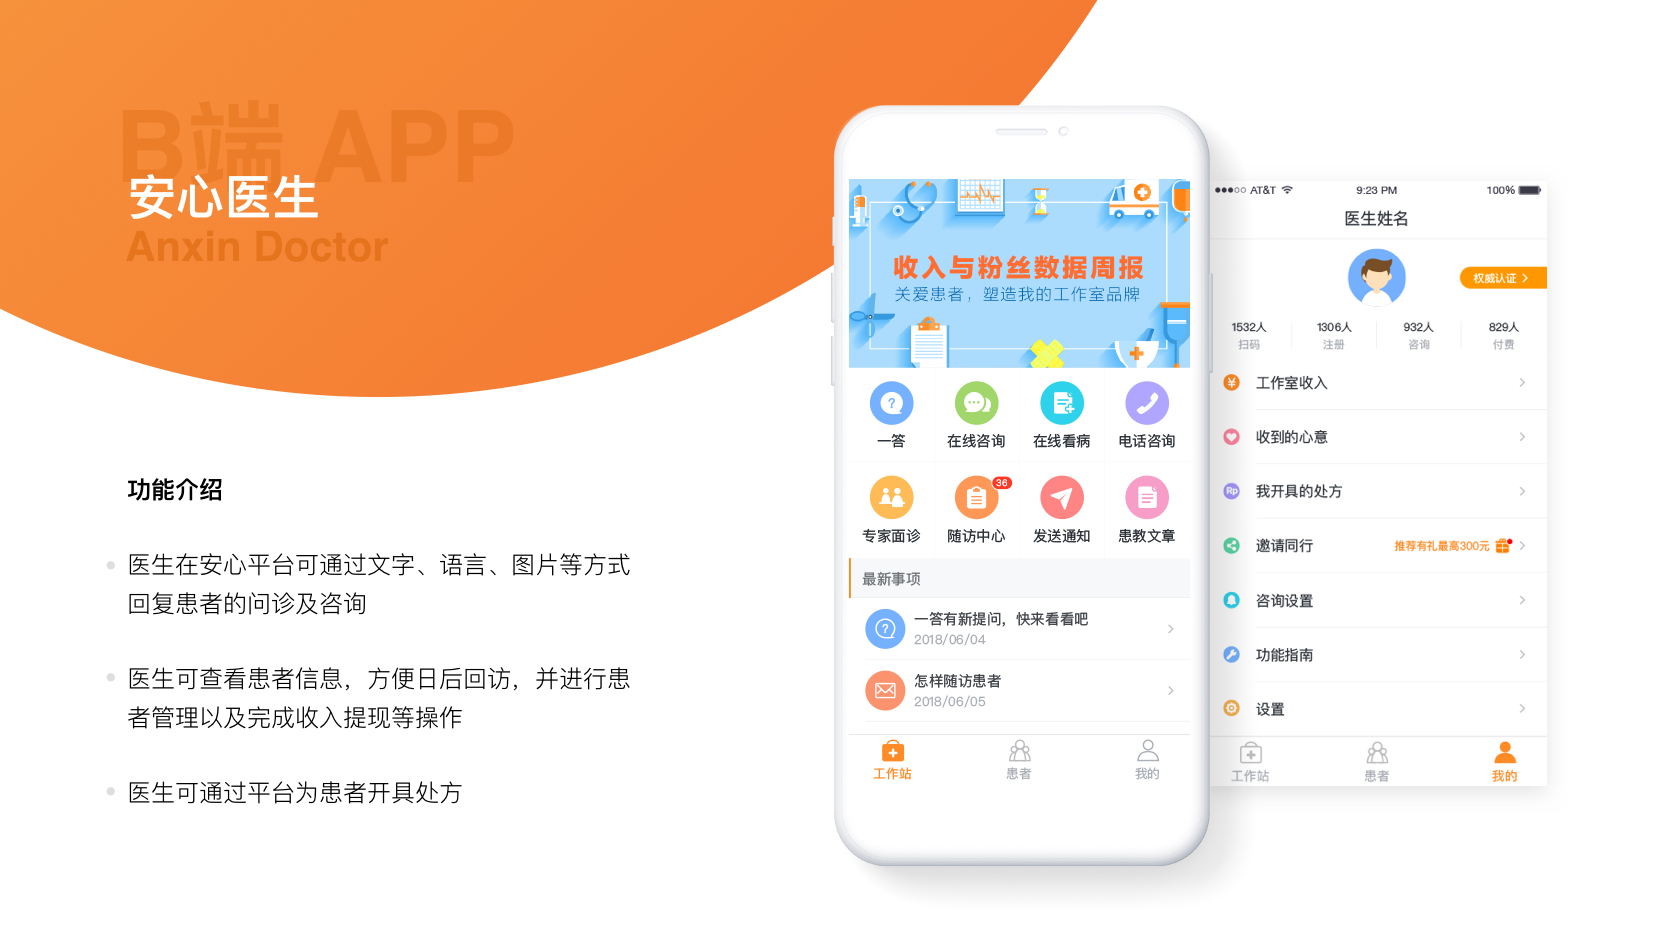 B端 APP
安心医生
Anxin Doctor
功能介绍
医生在安心平台可通过文字、语言、图片等方式
回复患者的问诊及咨询
医生可查看患者信息，方便日后回访，并进行患
者管理以及完成收入提现等操作
医生可通过平台为患者开具处方
收入与粉丝数据周报
关爱患者，塑造我的工作室品牌
一答 在线咨询 在线看病 电话咨询
36
专家面诊 随访中心 发送通知 患教文章
最新事项
一答有新提问，快来看看吧
2018/06/04
怎样随访患者
2018/06/05
工作站 患者 我的
AT&T 9:23 PM 100%
医生姓名
权威认证
1532人 1306人 932人 829人
扫码 注册 咨询 付费
工作室收入
收到的心意
Rp 我开具的处方
邀请同行 推荐有礼最高300元
咨询设置
功能指南
设置
工作站 患者 我的